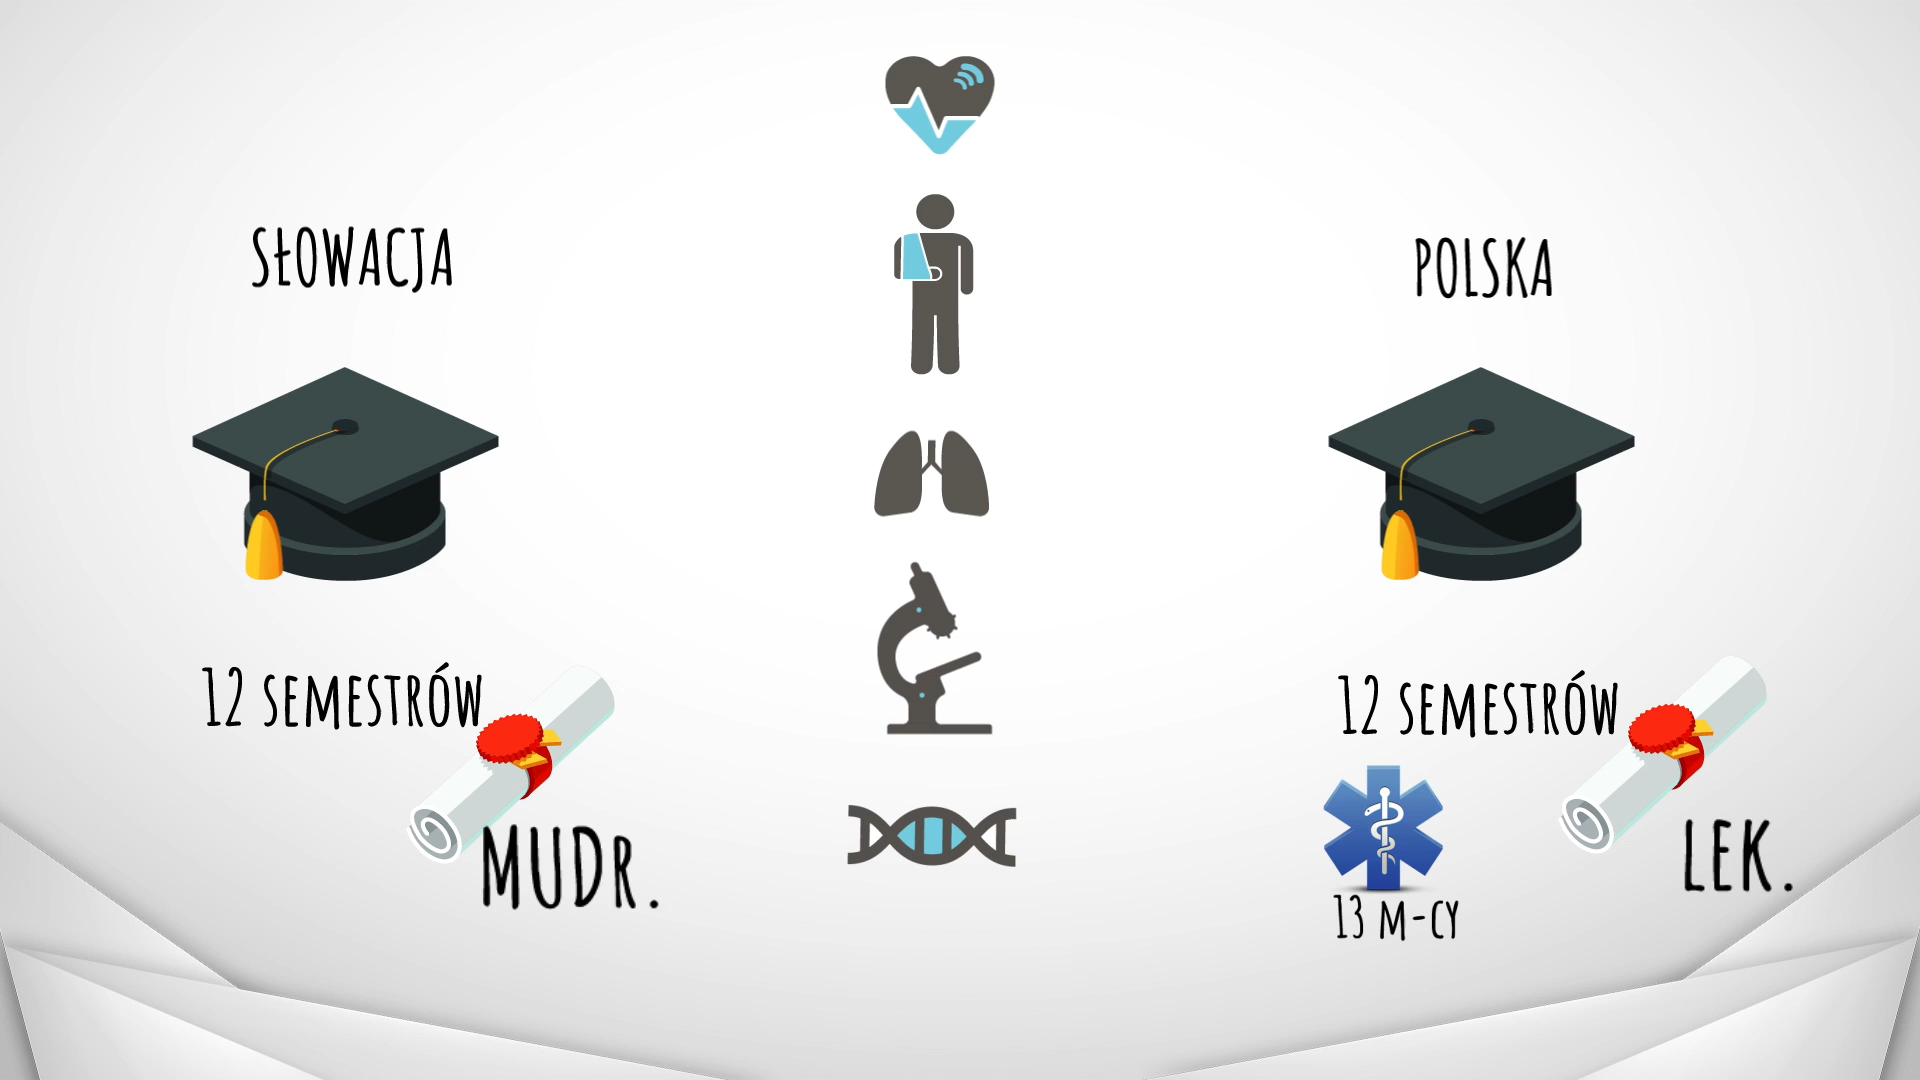 SŁOWACJA
12 SEMESTRÓW
MUDr.
POLSKA
12 SEMESTRÓW
LEK.
13 M-CY